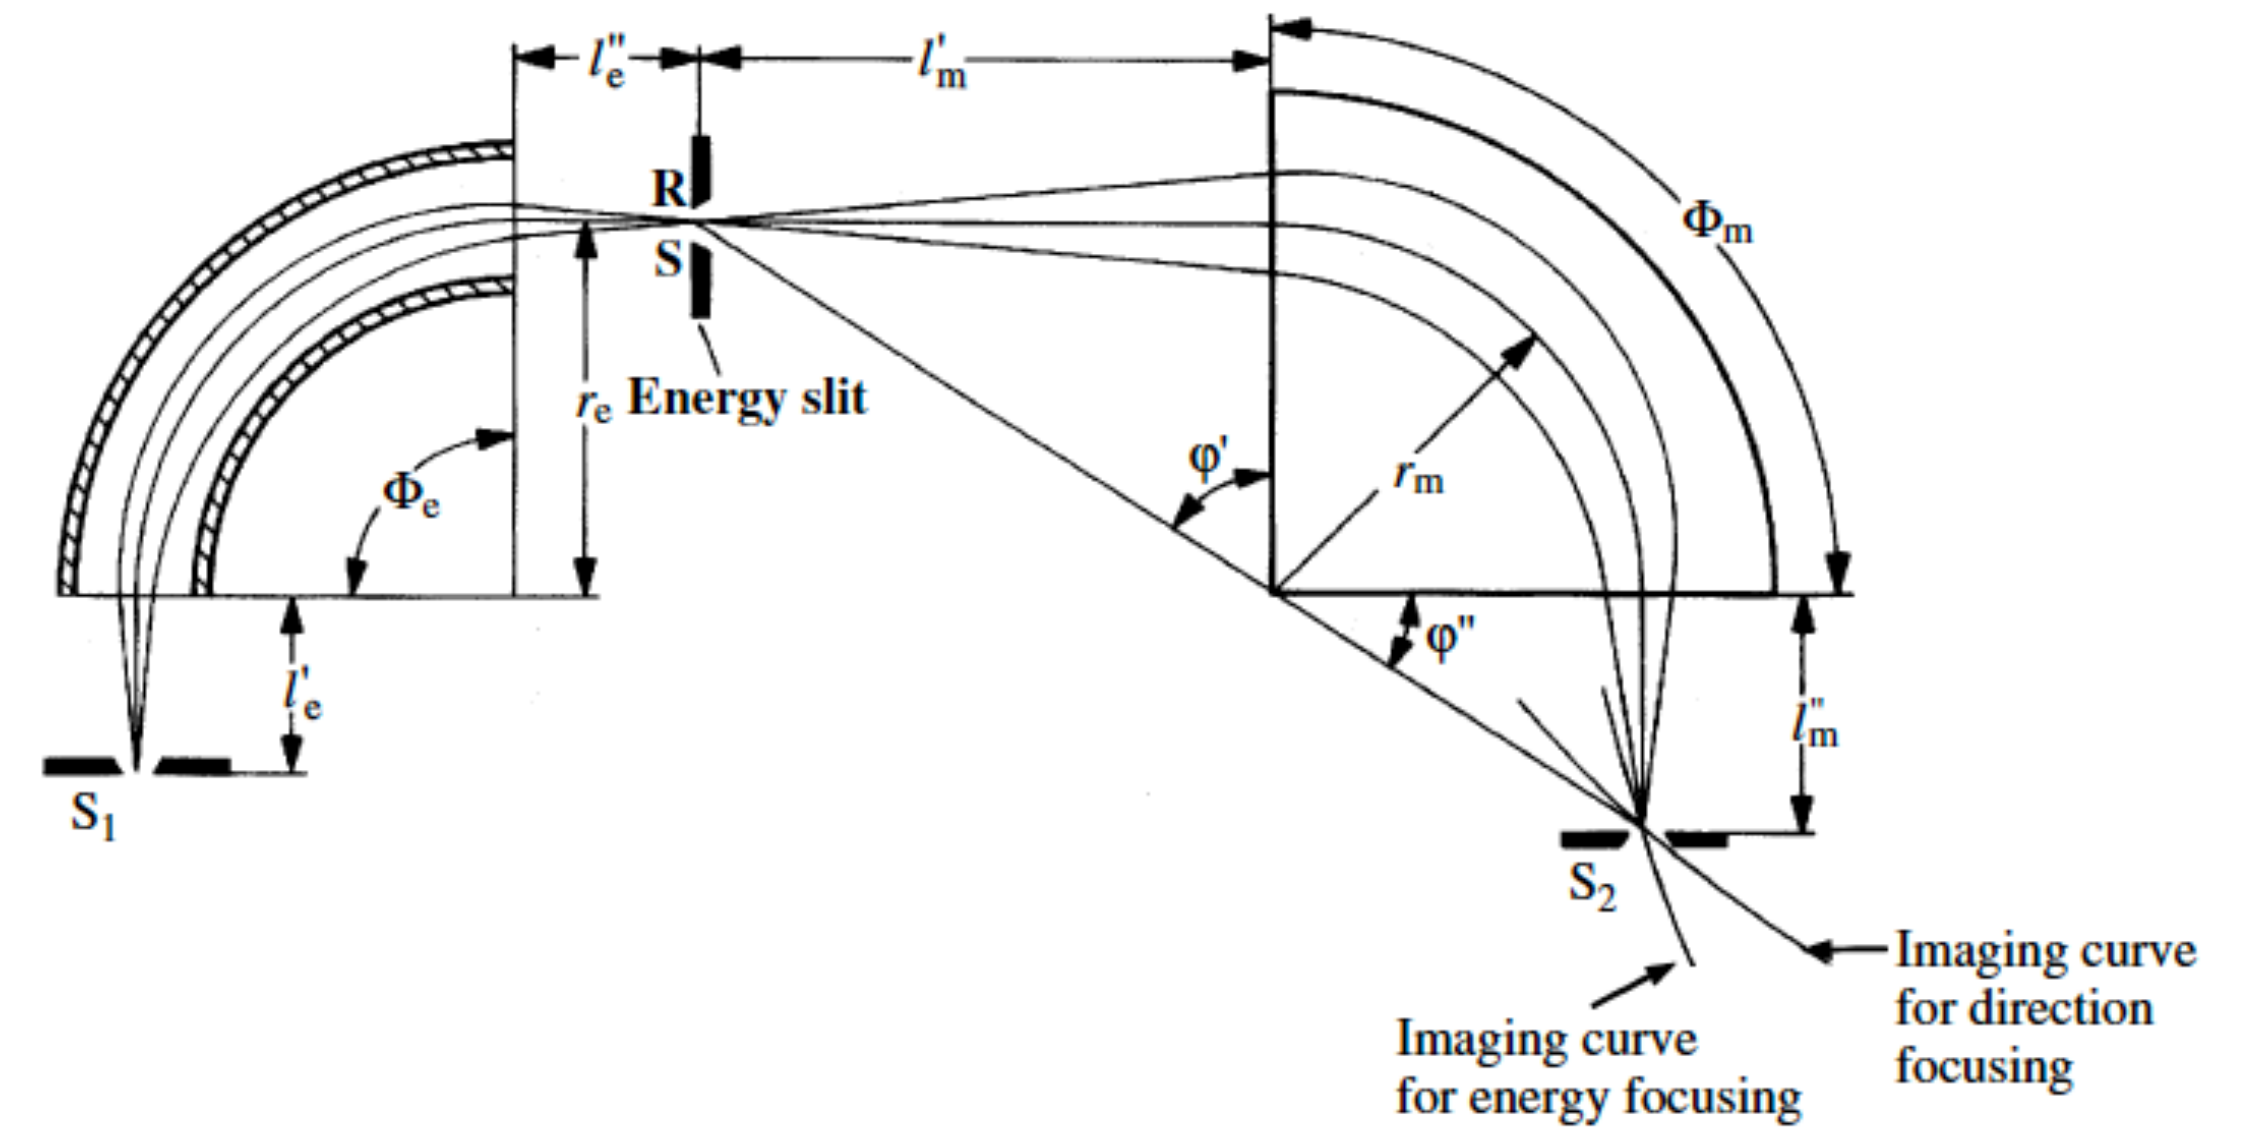 l"e
l'm
R
S
Φm
re Energy slit
φ'
rm
Φe
φ"
l'e
l"m
S1
S2
Imaging curve
for direction
focusing
Imaging curve
for energy focusing